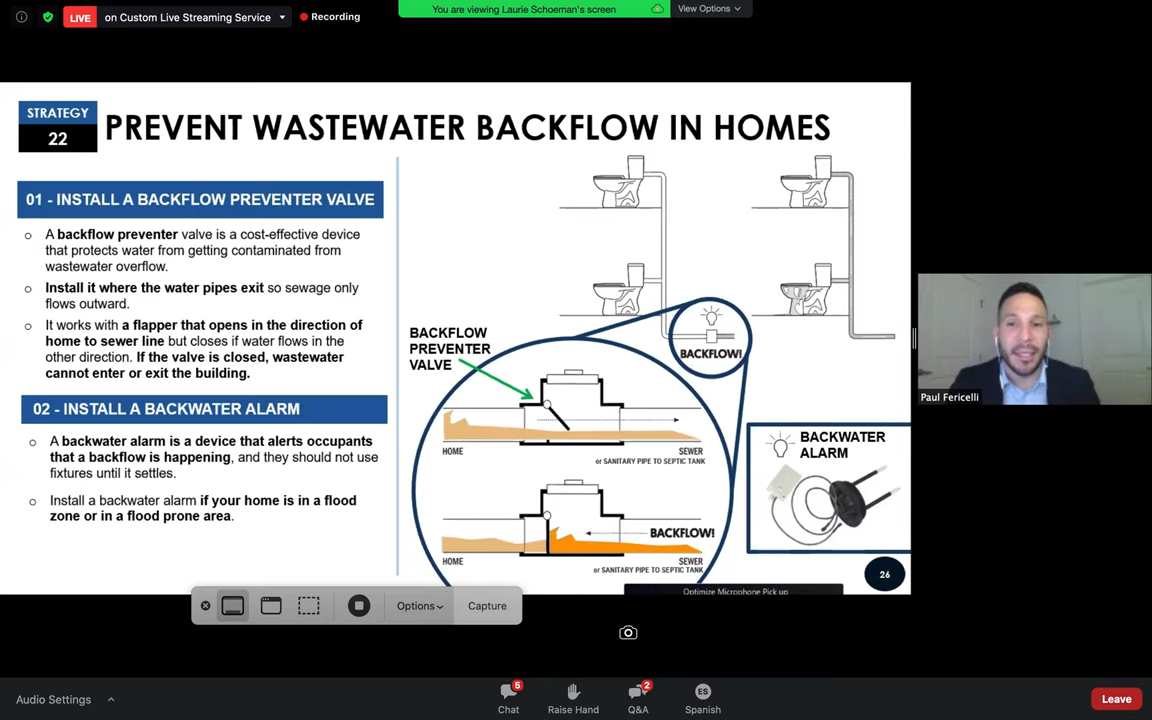 LIVE on Custom Live Streaming Service
Recording
You are viewing Laurie Schoeman's screen
View Options
STRATEGY
22
PREVENT WASTEWATER BACKFLOW IN HOMES
01 - INSTALL A BACKFLOW PREVENTER VALVE
A backflow preventer valve is a cost-effective device
that protects water from getting contaminated from
wastewater overflow.
Install it where the water pipes exit so sewage only
flows outward.
It works with a flapper that opens in the direction of
home to sewer line but closes if water flows in the
other direction. If the valve is closed, wastewater
cannot enter or exit the building.
02 - INSTALL A BACKWATER ALARM
A backwater alarm is a device that alerts occupants
that a backflow is happening, and they should not use
fixtures until it settles.
Install a backwater alarm if your home is in a flood
zone or in a flood prone area.
BACKFLOW
PREVENTER
VALVE
BACKFLOW!
HOME
SEWER
or SANITARY PIPE TO SEPTIC TANK
BACKFLOW!
HOME
SEWER
or SANITARY PIPE TO SEPTIC TANK
BACKWATER
ALARM
26
Optimize Microphone Pick up
Paul Fericelli
Options
Capture
Audio Settings
5
Chat
Raise Hand
2
Q&A
ES
Spanish
Leave